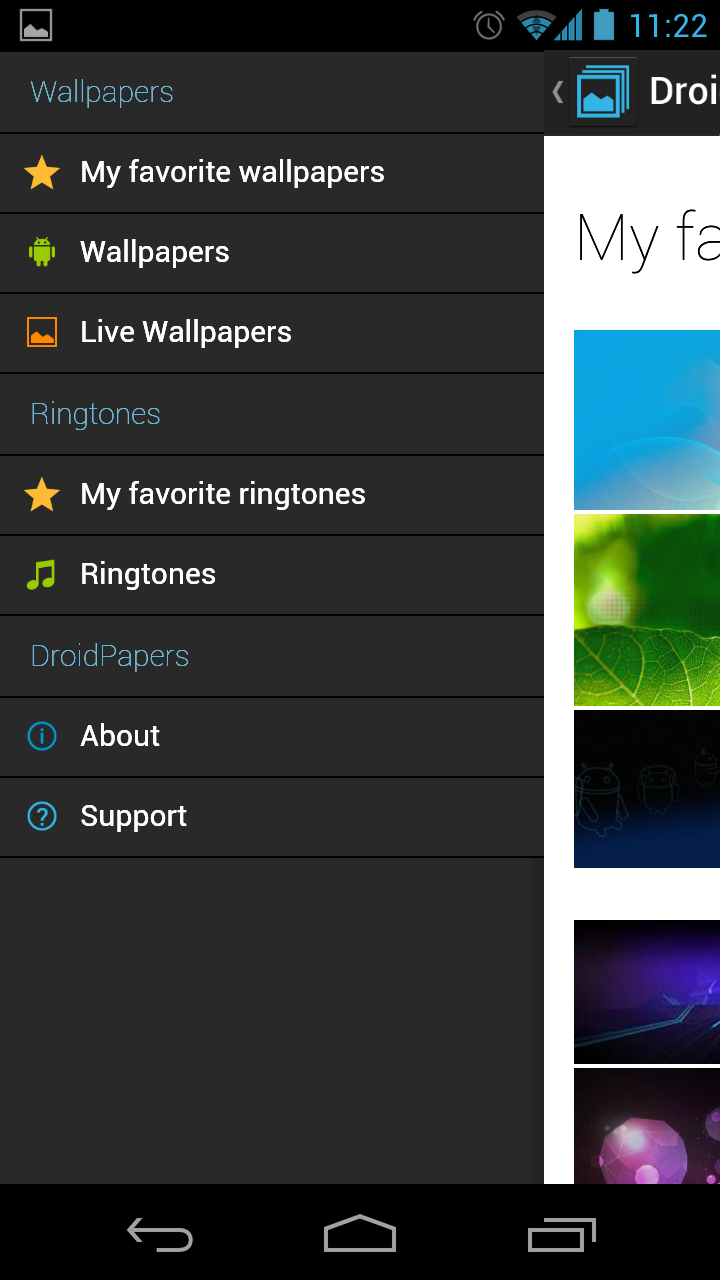 11:22
Wallpapers
My favorite wallpapers
Wallpapers
Live Wallpapers
Ringtones
My favorite ringtones
Ringtones
DroidPapers
About
Support
Droi
My fa